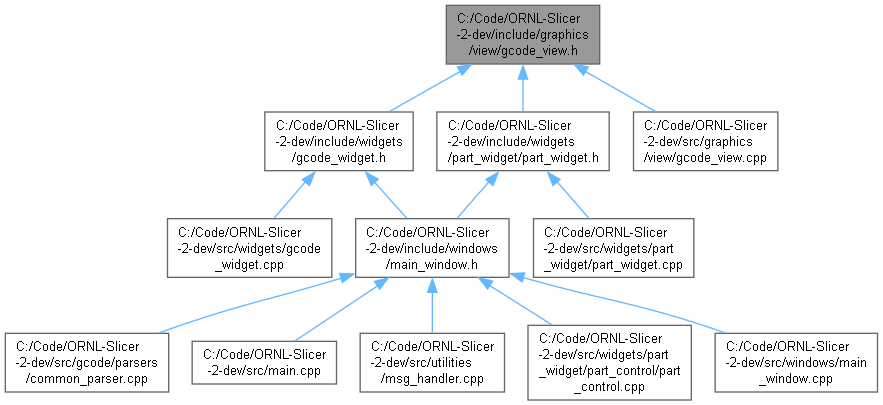 C:/Code/ORNL-Slicer
-2-dev/include/graphics
/view/gcode_view.h
C:/Code/ORNL-Slicer
-2-dev/include/widgets
/gcode_widget.h
C:/Code/ORNL-Slicer
-2-dev/include/widgets
/part_widget/part_widget.h
C:/Code/ORNL-Slicer
-2-dev/src/graphics
/view/gcode_view.cpp
C:/Code/ORNL-Slicer
-2-dev/src/widgets/gcode
_widget.cpp
C:/Code/ORNL-Slicer
-2-dev/include/windows
/main_window.h
C:/Code/ORNL-Slicer
-2-dev/src/widgets/part
_widget/part_widget.cpp
C:/Code/ORNL-Slicer
-2-dev/src/gcode/parsers
/common_parser.cpp
C:/Code/ORNL-Slicer
-2-dev/src/main.cpp
C:/Code/ORNL-Slicer
-2-dev/src/utilities
/msg_handler.cpp
C:/Code/ORNL-Slicer
-2-dev/src/widgets/part
_widget/part_control/part
_control.cpp
C:/Code/ORNL-Slicer
-2-dev/src/windows/main
_window.cpp